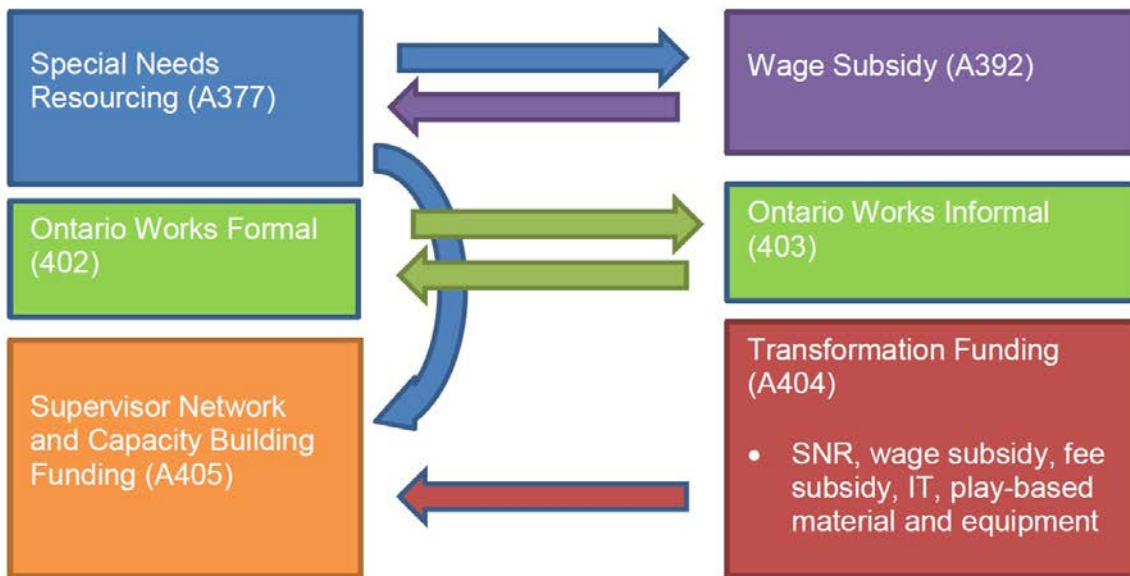 Special Needs
Resourcing (A377)
Wage Subsidy (A392)
Ontario Works Formal
(402)
Ontario Works Informal
(403)
Supervisor Network
and Capacity Building
Funding (A405)
Transformation Funding
(A404)
• SNR, wage subsidy, fee
subsidy, IT, play-based
material and equipment